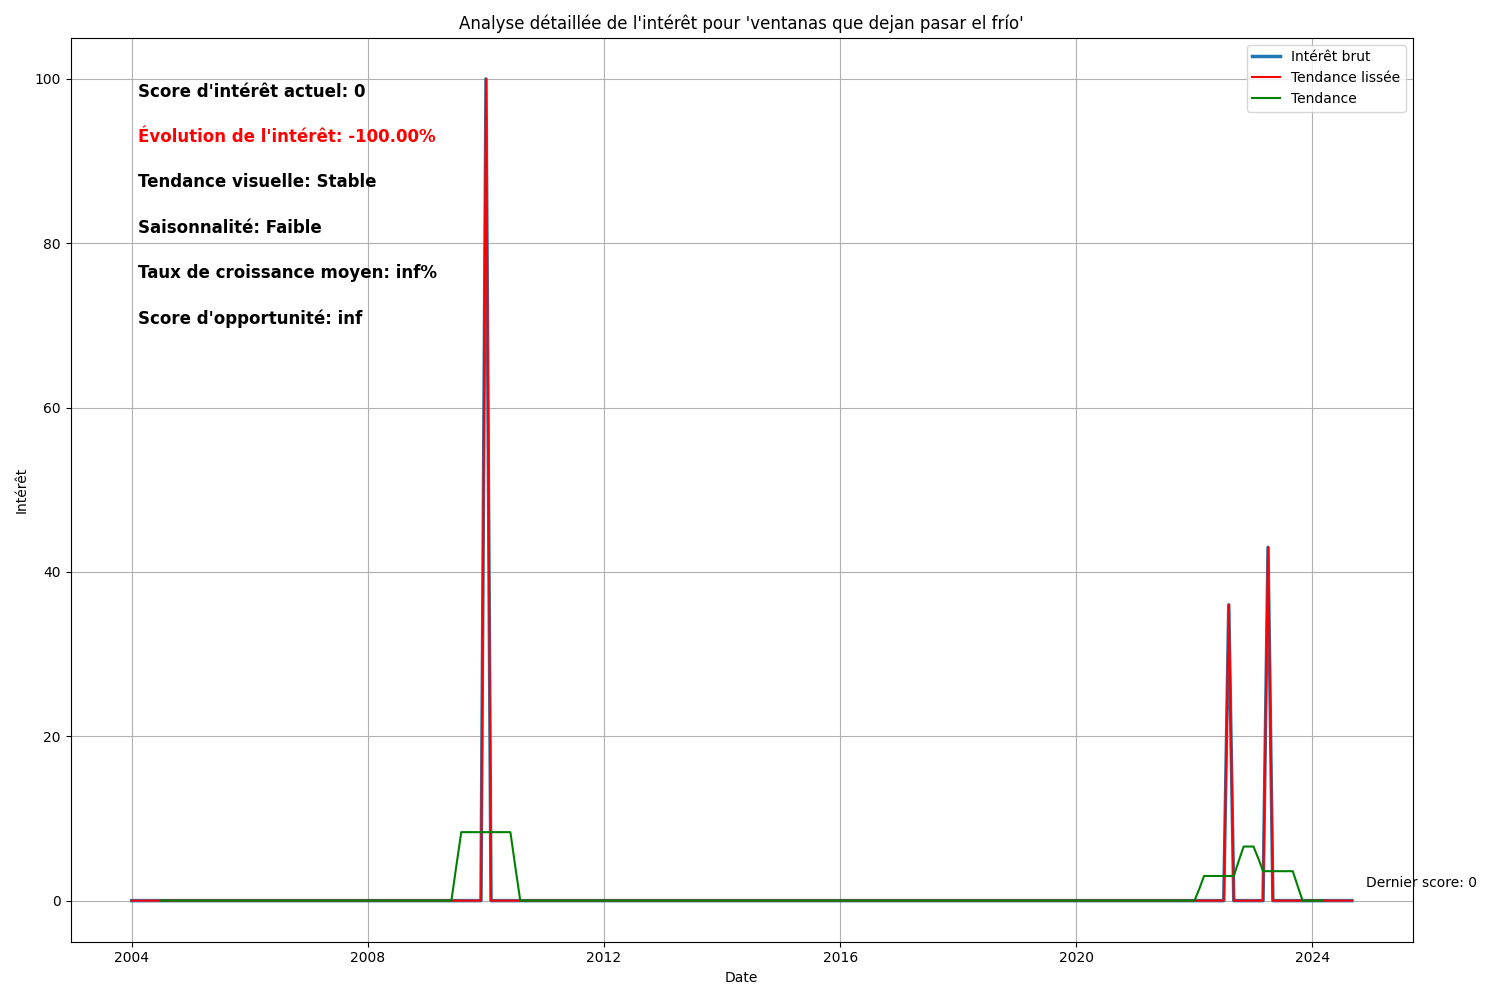 Analyse détaillée de l'intérêt pour 'ventanas que dejan pasar el frío'
Intérêt brut
Tendance lissée
Tendance
Score d'intérêt actuel: 0
Évolution de l'intérêt: -100.00%
Tendance visuelle: Stable
Saisonnalité: Faible
Taux de croissance moyen: inf%
Score d'opportunité: inf
100
80
60
40
20
0
Intérêt
Dernier score: 0
2004
2008
2012
2016
2020
2024
Date